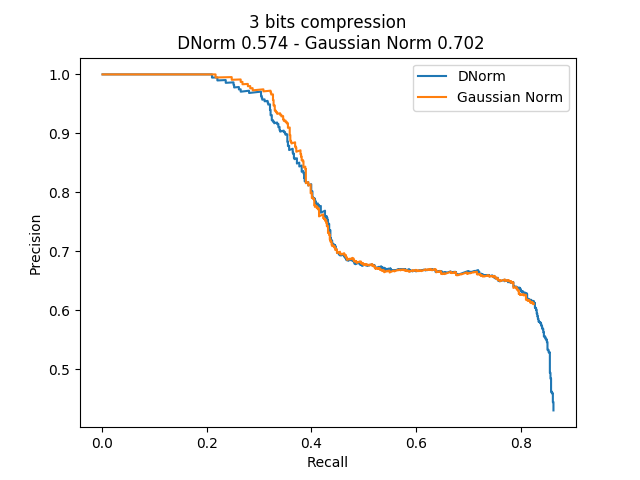 3 bits compression
DNorm 0.574 - Gaussian Norm 0.702
DNorm
Gaussian Norm
Precision
1.0
0.9
0.8
0.7
0.6
0.5
0.0 0.2 0.4 0.6 0.8
Recall